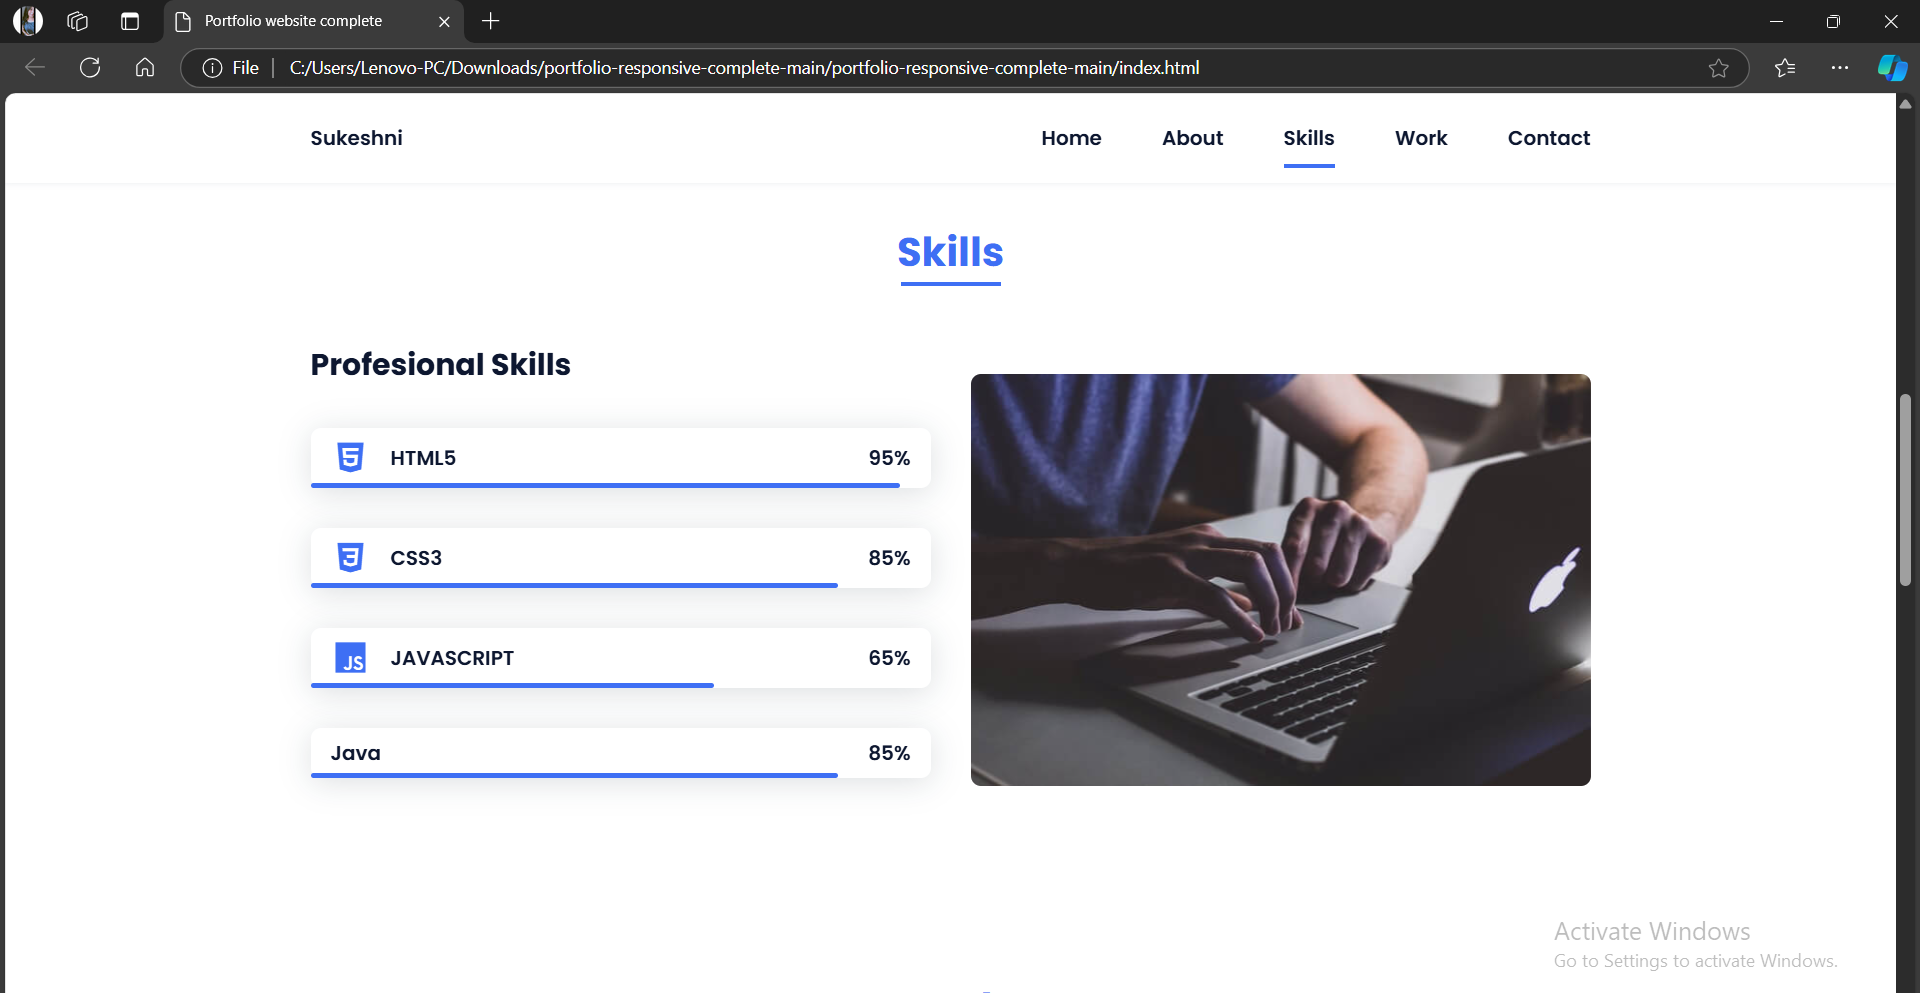 Portfolio website complete
File
C:/Users/Lenovo-PC/Downloads/portfolio-responsive-complete-main/portfolio-responsive-complete-main/index.html
Sukeshni
Home About Skills Work Contact
Skills
Profesional Skills
HTML5 95%
CSS3 85%
JS JAVASCRIPT 65%
Java 85%
Activate Windows
Go to Settings to activate Windows.